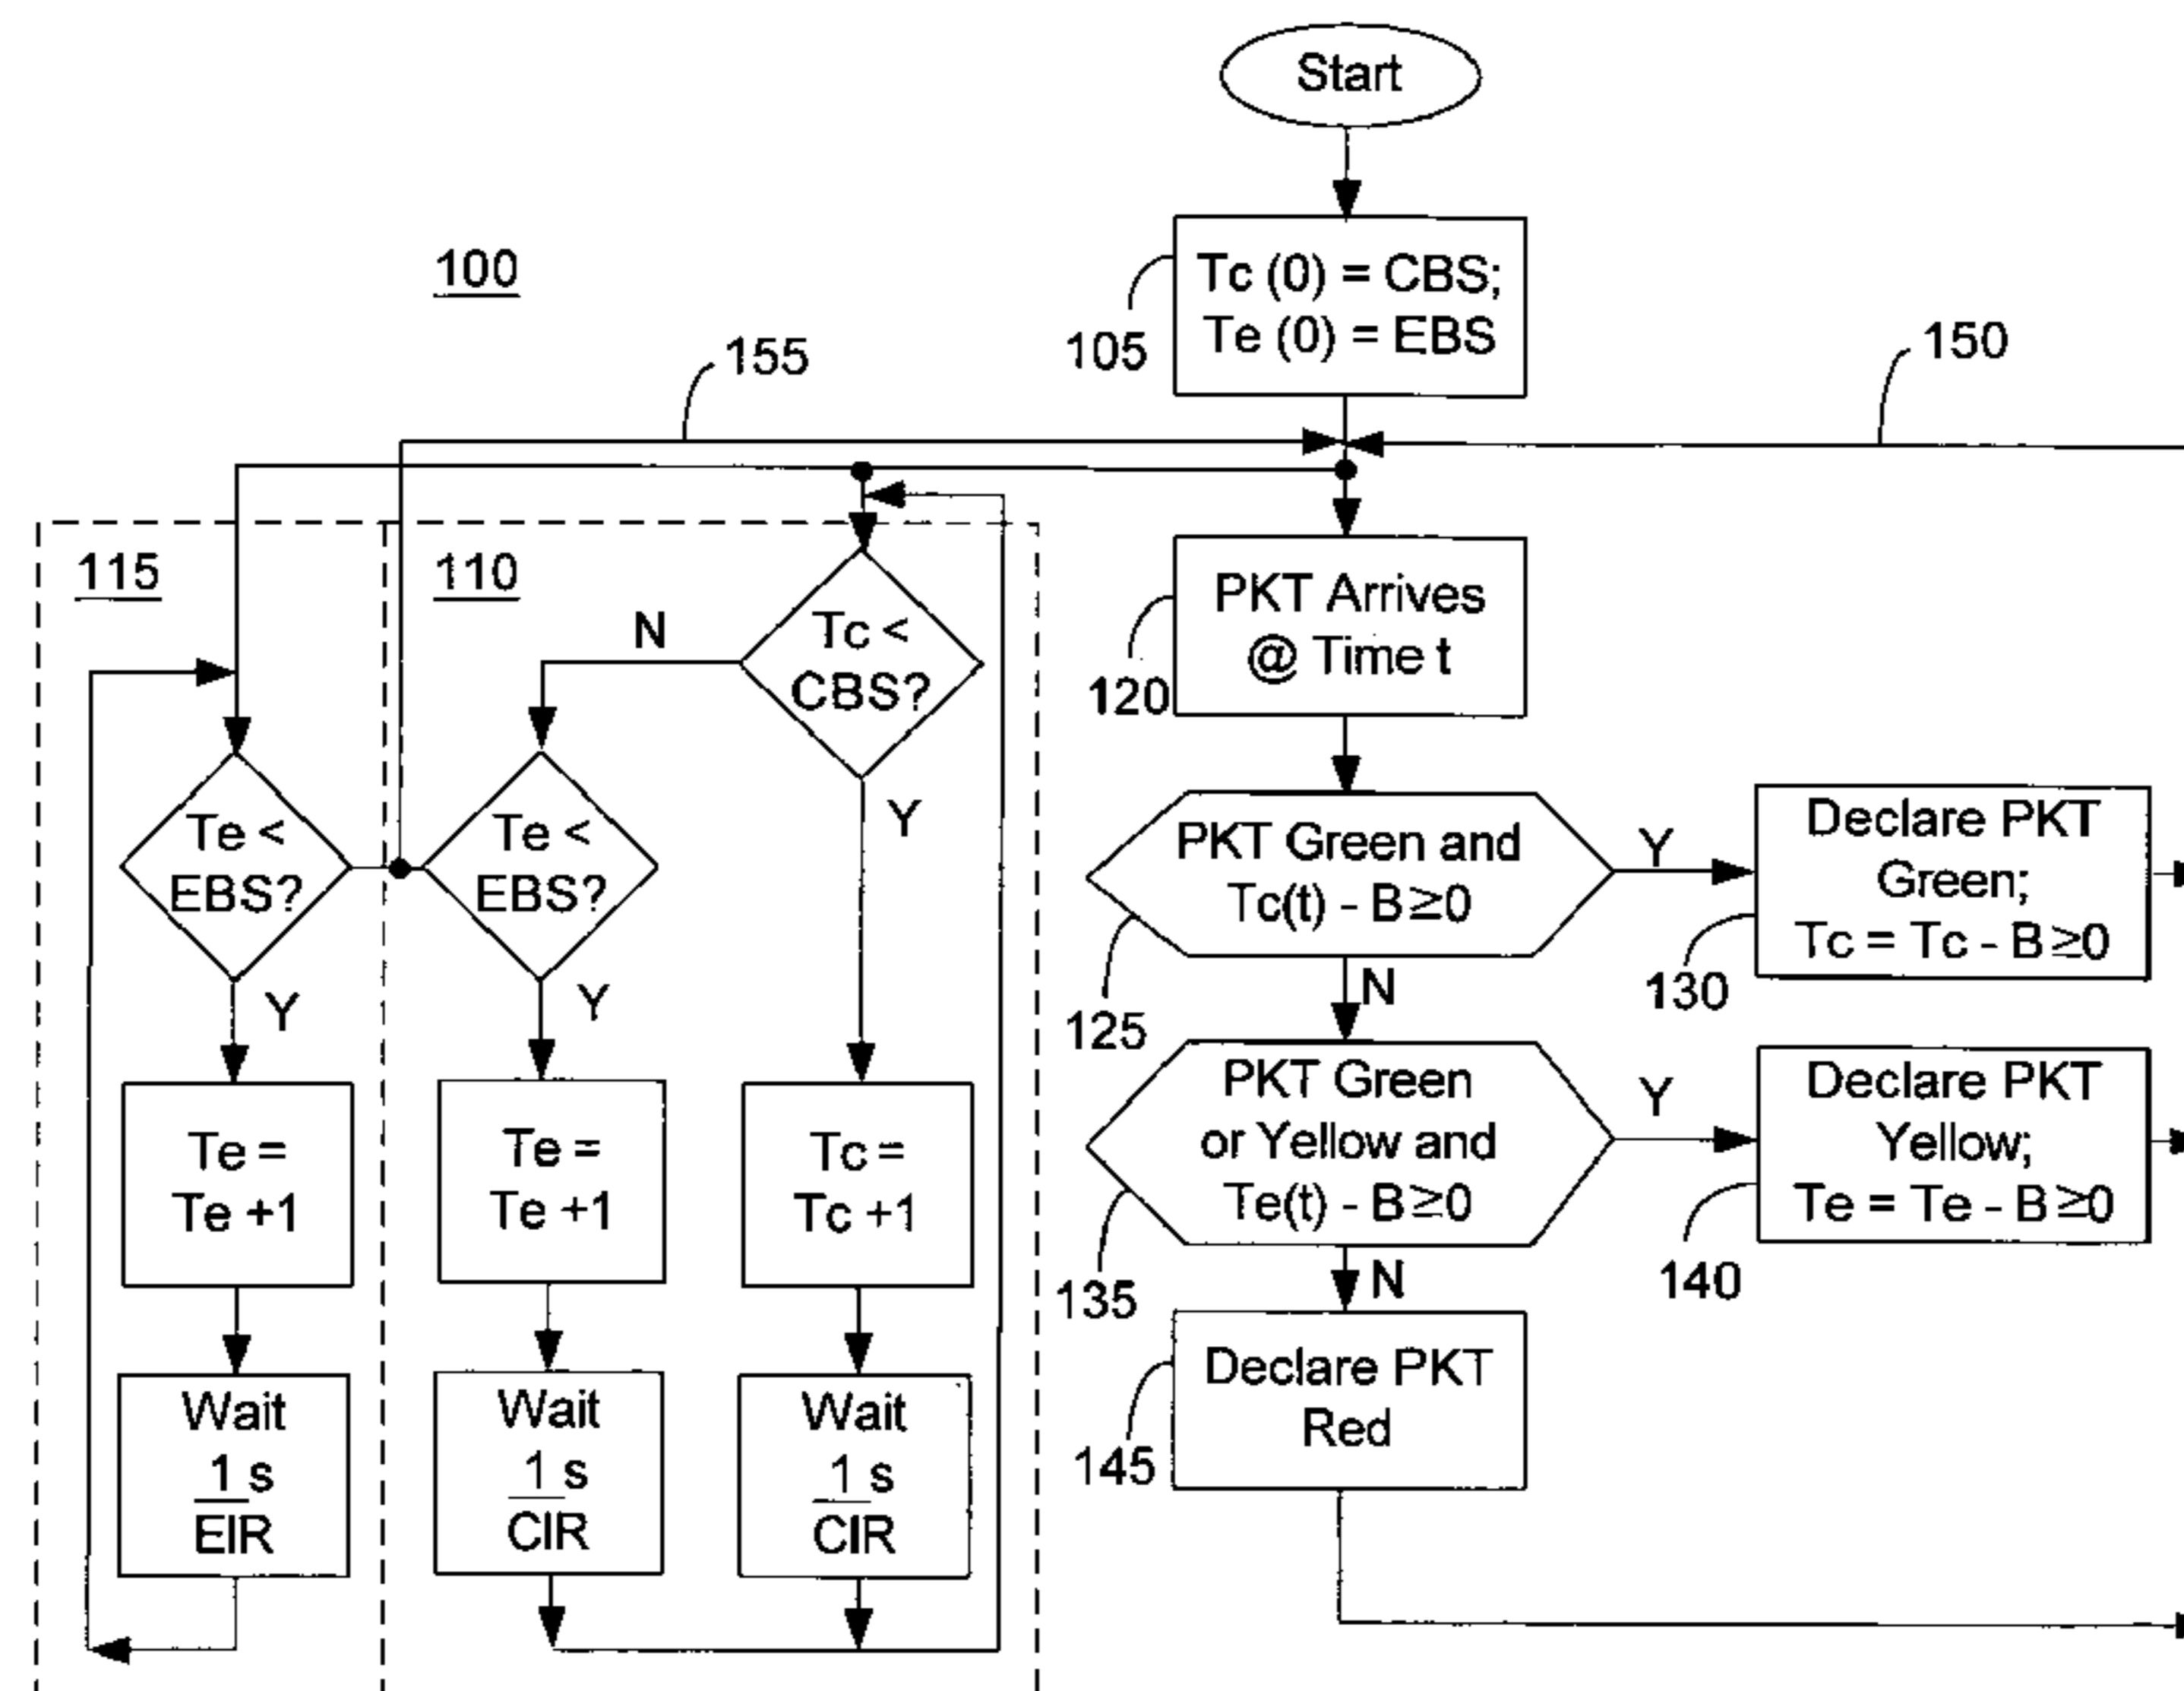 Start
100
Tc (0) = CBS;
Te (0) = EBS
105
155
150
115
110
N
Tc <
CBS?
Y
PKT Arrives
@ Time t
120
Te <
EBS?
Y
Te <
EBS?
Y
PKT Green and
Tc(t) - B≥0
125
Y
N
Declare PKT
Green;
Tc = Tc - B≥0
130
PKT Green
or Yellow and
Te(t) - B≥0
135
Y
N
Declare PKT
Yellow;
Te = Te - B≥0
140
Te =
Te +1
Te =
Te +1
Tc =
Tc +1
Wait
1 s
EIR
Wait
1 s
CIR
Wait
1 s
CIR
Declare PKT
Red
145